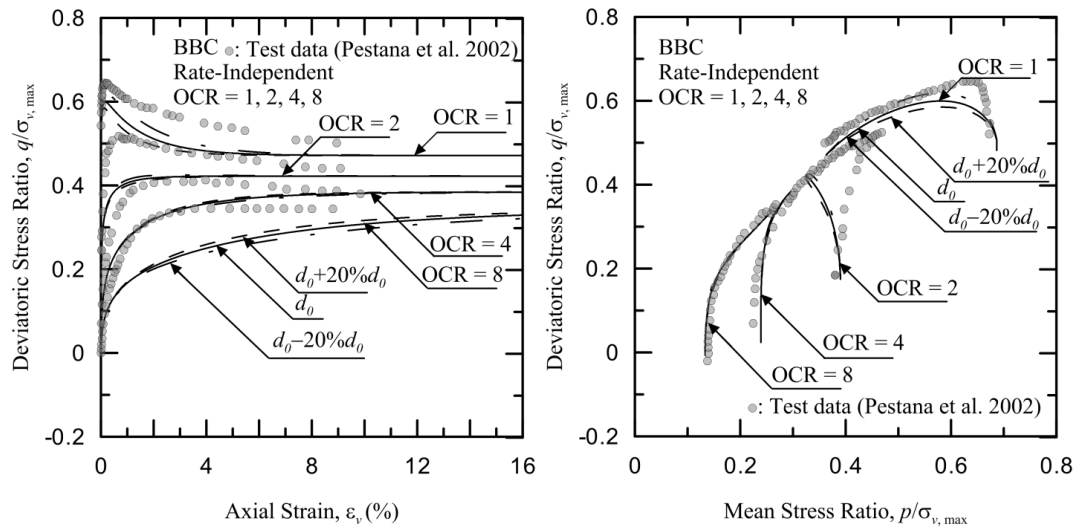 0.8
0.6
0.4
0.2
0
-0.2
Deviatoric Stress Ratio, q/σv, max
BBC : Test data (Pestana et al. 2002)
Rate-Independent
OCR = 1, 2, 4, 8
OCR = 2
OCR = 1
OCR = 4
OCR = 8
d0+20%d0
d0
d0−20%d0
0 4 8 12 16
Axial Strain, εv (%)
0.8
0.6
0.4
0.2
0
-0.2
Deviatoric Stress Ratio, q/σv, max
BBC
Rate-Independent
OCR = 1, 2, 4, 8
OCR = 1
d0+20%d0
d0
d0−20%d0
OCR = 2
OCR = 4
OCR = 8
: Test data (Pestana et al. 2002)
0 0.2 0.4 0.6 0.8
Mean Stress Ratio, p/σv, max